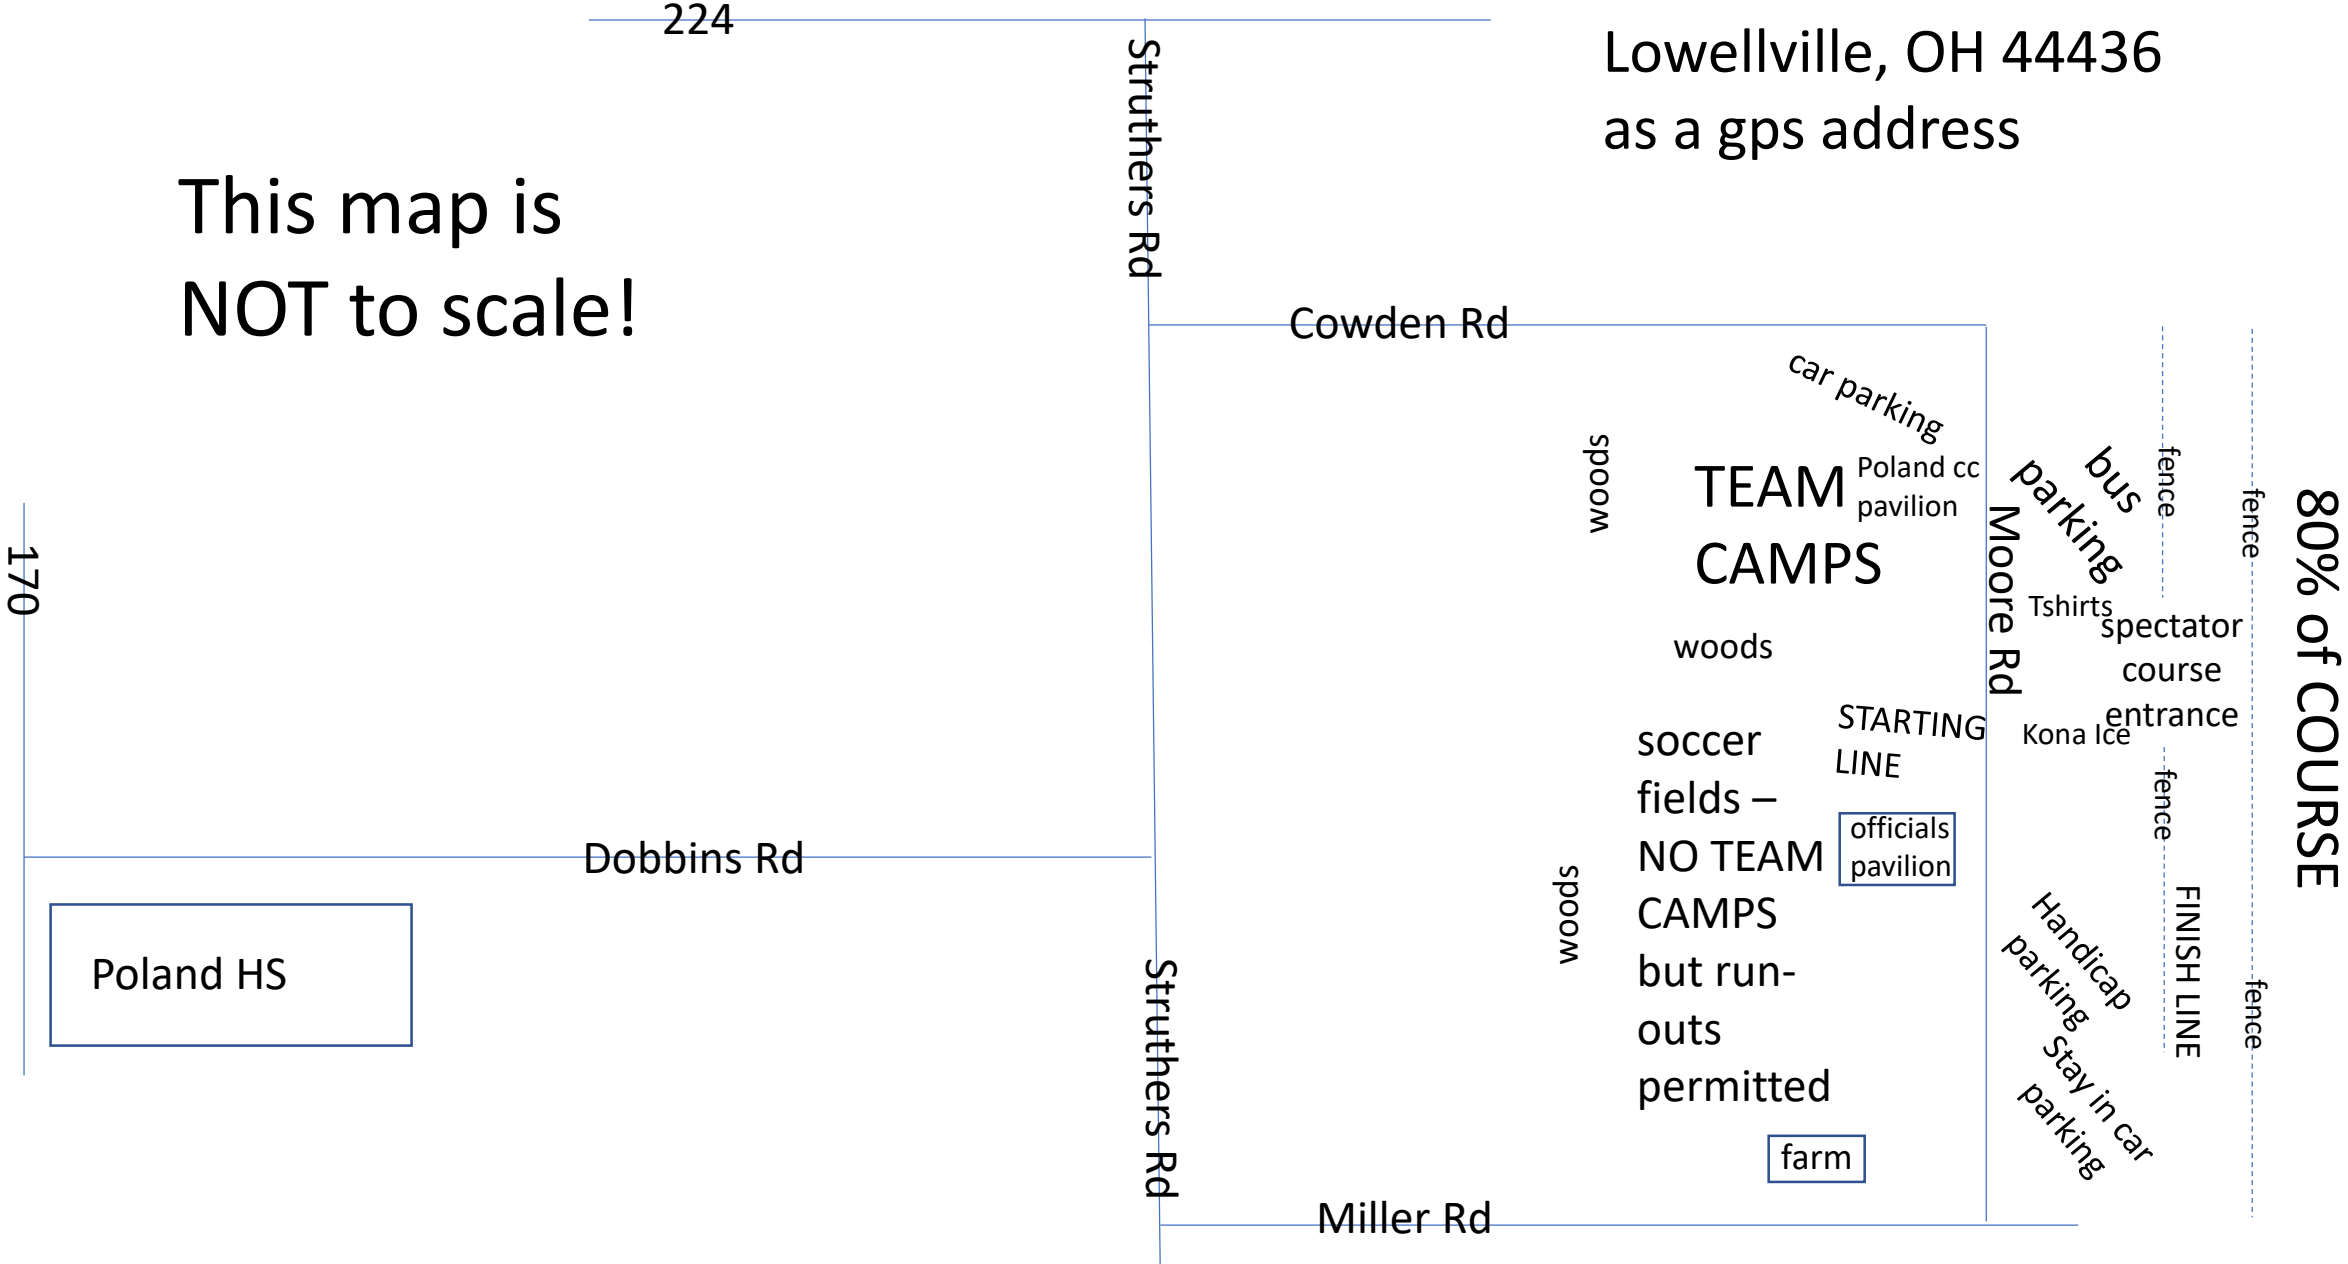 224
Struthers Rd
Lowellville, OH 44436
as a gps address
This map is
NOT to scale!
Cowden Rd
car parking
woods
TEAM
CAMPS
Poland cc
pavilion
Moore Rd
bus
parking
fence
fence
80% of COURSE
170
Tshirts
spectator
course
entrance
woods
STARTING
LINE
Kona Ice
soccer
fields –
NO TEAM
CAMPS
but run-
outs
permitted
officials
pavilion
fence
Dobbins Rd
woods
Handicap
parking
FINISH LINE
Poland HS
Struthers Rd
fence
Stay in car
parking
farm
Miller Rd